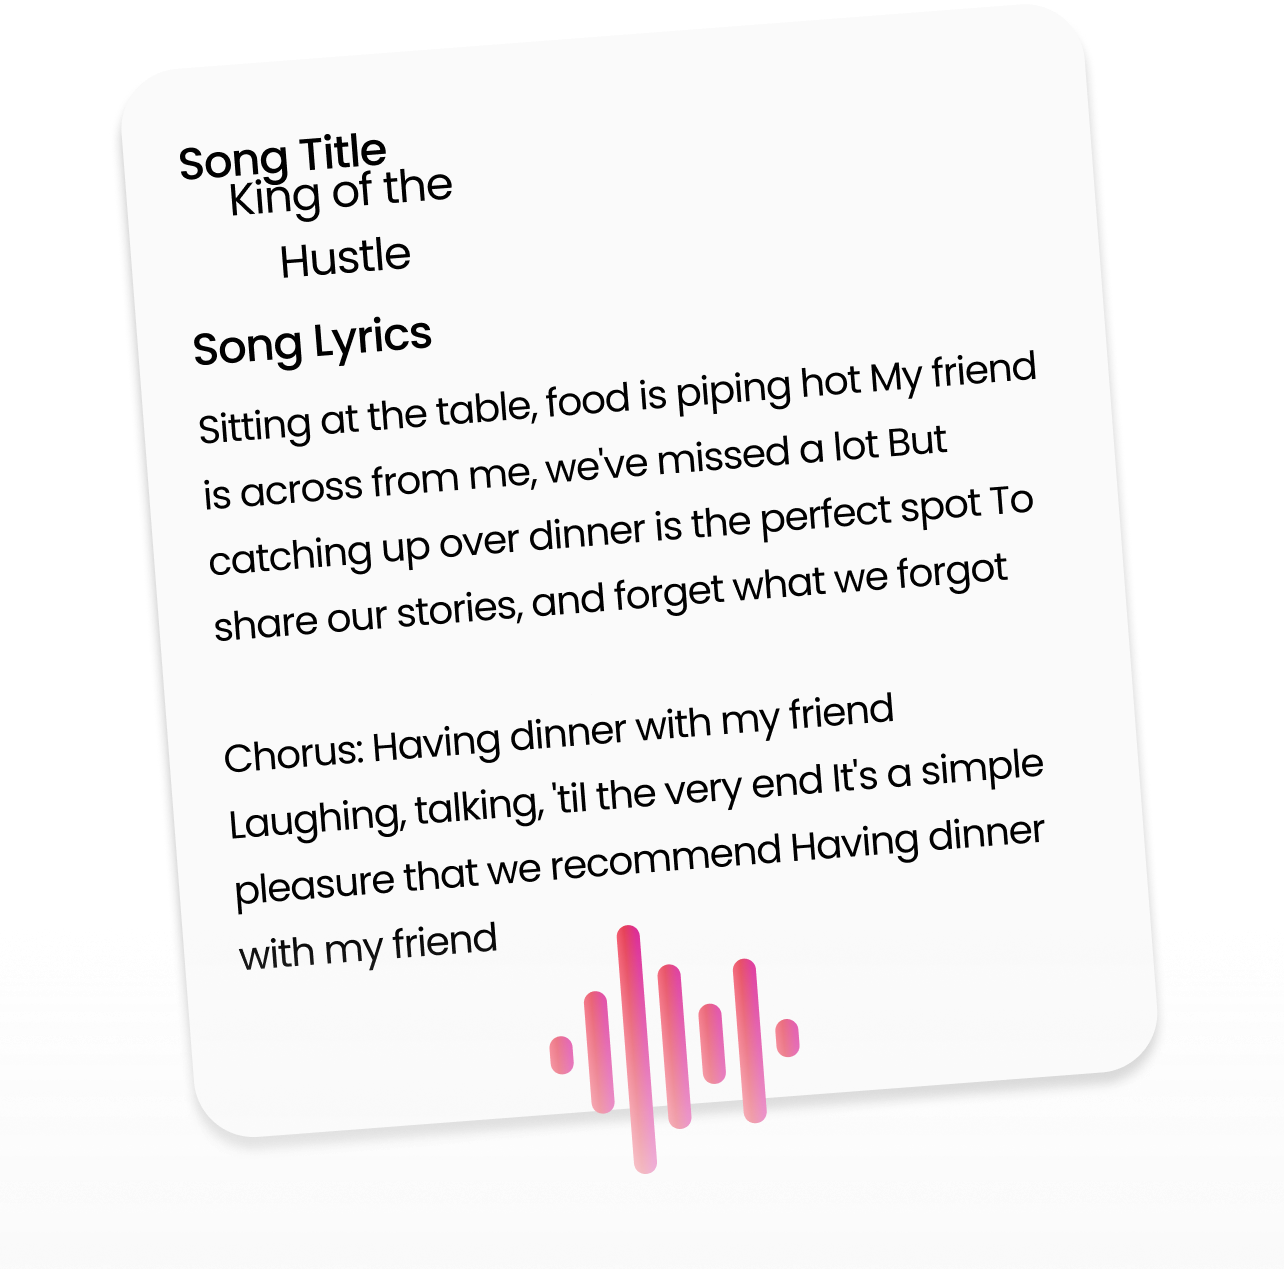 Song Title
King of the
Hustle
Song Lyrics
Sitting at the table, food is piping hot My friend
is across from me, we've missed a lot But
catching up over dinner is the perfect spot To
share our stories, and forget what we forgot
Chorus: Having dinner with my friend
Laughing, talking, 'til the very end It's a simple
pleasure that we recommend Having dinner
with my friend